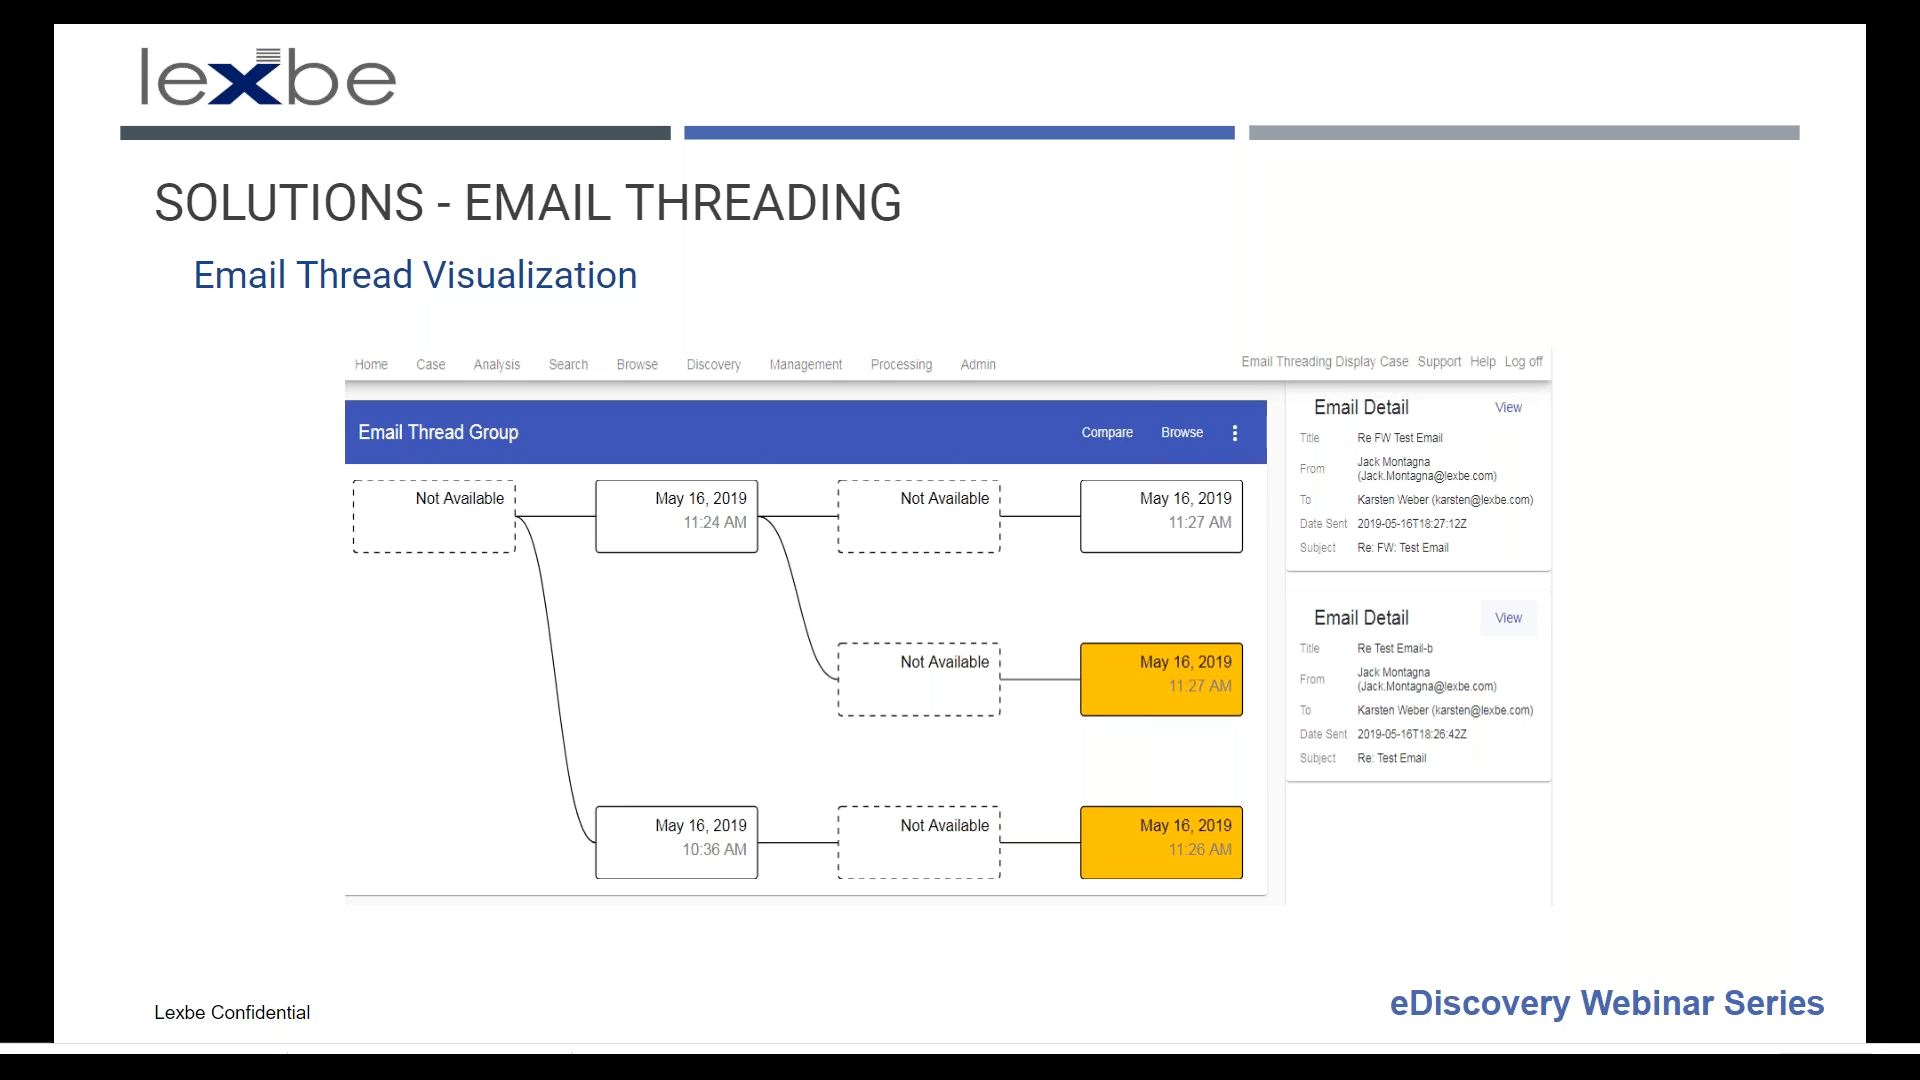 lexbe
SOLUTIONS - EMAIL THREADING
Email Thread Visualization
Home Case Analysis Search Browse Discovery Management Processing Admin Email Threading Display Case Support Help Log off
Email Thread Group Compare Browse
Not Available
May 16, 2019
11:24 AM
Not Available
May 16, 2019
11:27 AM
Not Available
May 16, 2019
11:27 AM
May 16, 2019
10:36 AM
Not Available
May 16, 2019
11:26 AM
Email Detail View
Title Re FW Test Email
From Jack Montagna
(Jack.Montagna@lexbe.com)
To Karsten Weber (karsten@lexbe.com)
Date Sent 2019-05-16T18:27:12Z
Subject Re: FW: Test Email
Email Detail View
Title Re Test Email-b
From Jack Montagna
(Jack.Montagna@lexbe.com)
To Karsten Weber (karsten@lexbe.com)
Date Sent 2019-05-16T18:26:42Z
Subject Re: Test Email
Lexbe Confidential
eDiscovery Webinar Series